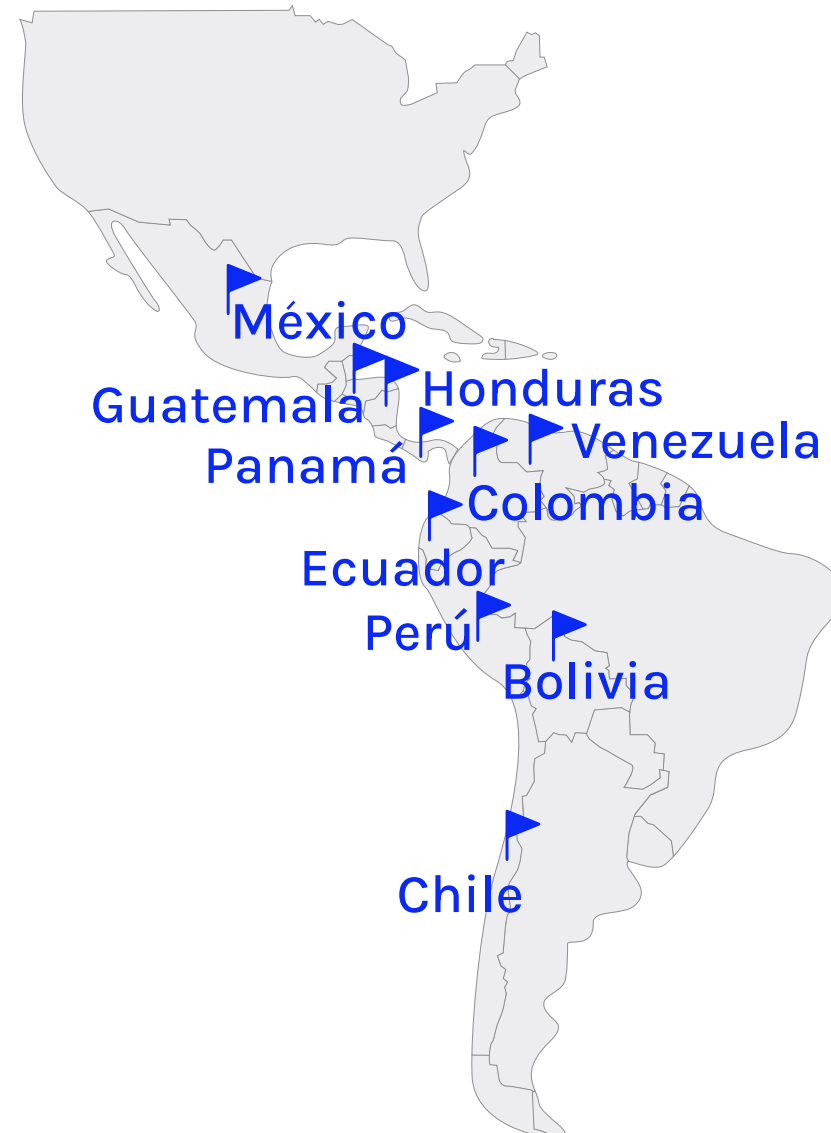 México
Honduras
Guatemala
Venezuela
Panamá
Colombia
Ecuador
Perú
Bolivia
Chile